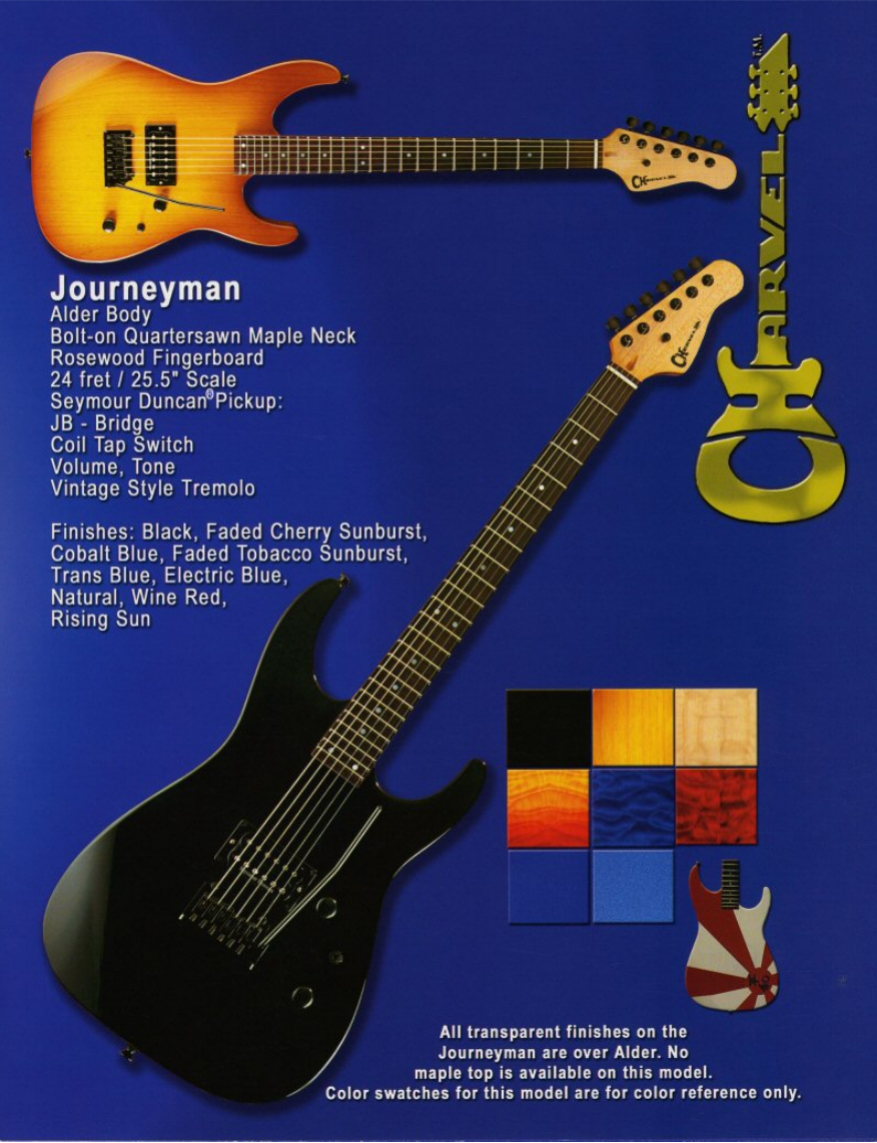 CHARVEL
Journeyman
Alder Body
Bolt-on Quartersawn Maple Neck
Rosewood Fingerboard
24 fret / 25.5" Scale
Seymour Duncan® Pickup:
JB - Bridge
Coil Tap Switch
Volume, Tone
Vintage Style Tremolo
Finishes: Black, Faded Cherry Sunburst,
Cobalt Blue, Faded Tobacco Sunburst,
Trans Blue, Electric Blue,
Natural, Wine Red,
Rising Sun
All transparent finishes on the
Journeyman are over Alder. No
maple top is available on this model.
Color swatches for this model are for color reference only.